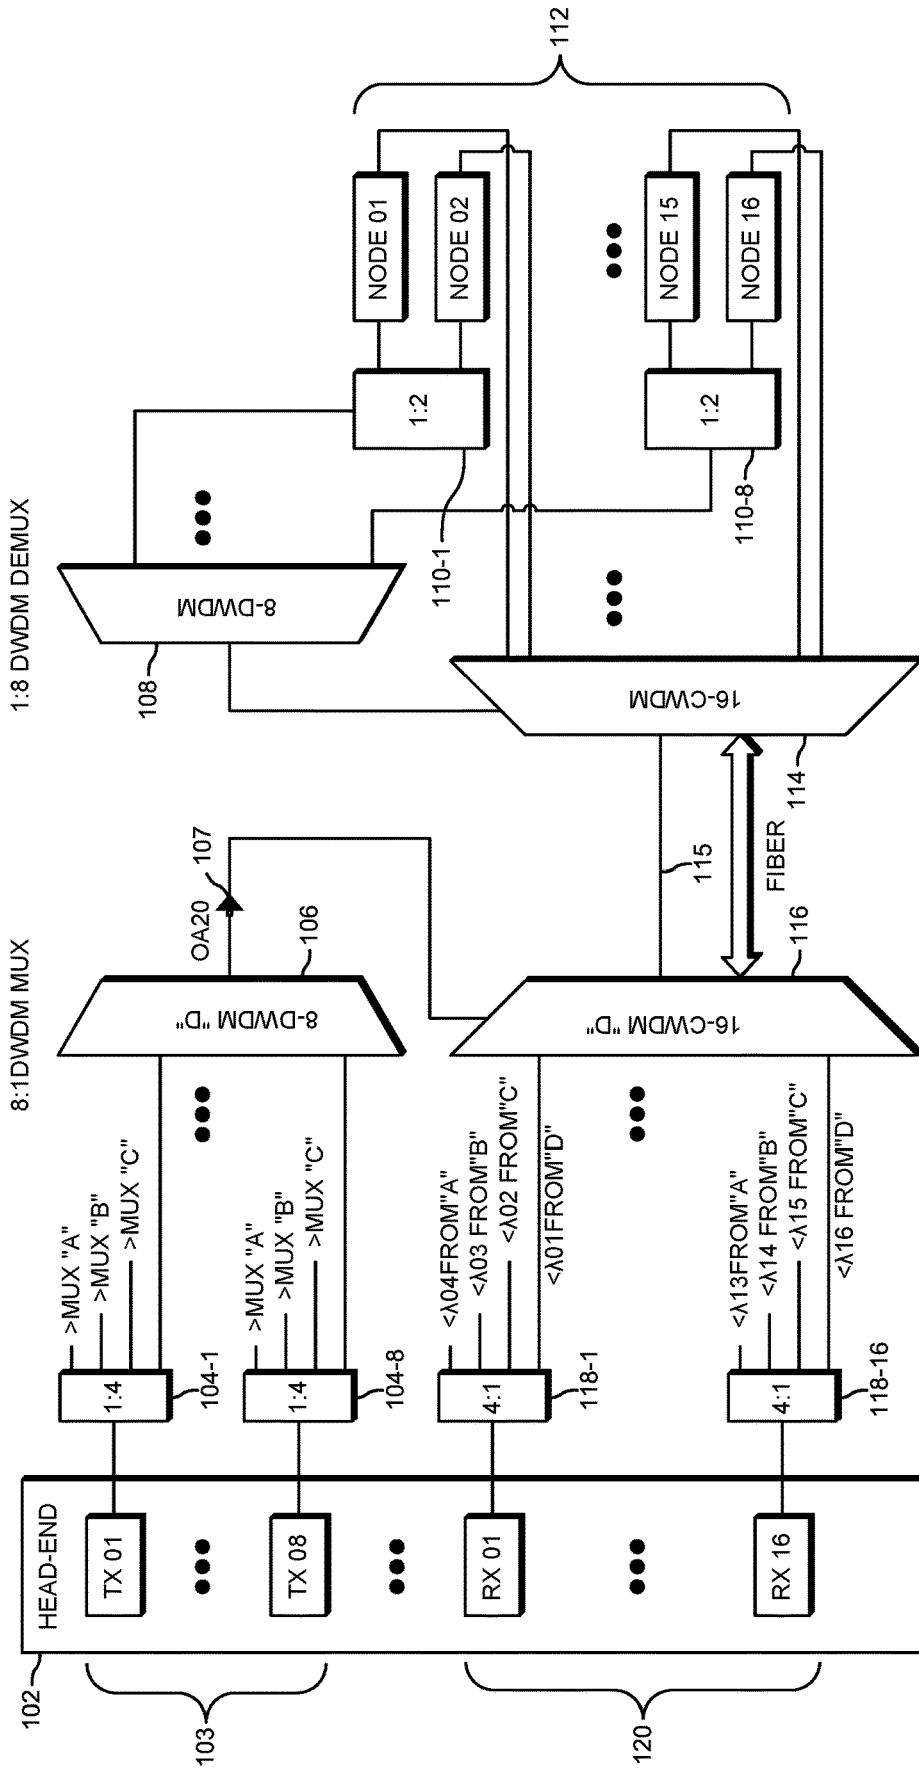 8:1DWDM MUX
1:8 DWDM DEMUX
HEAD-END
102
103
TX 01
TX 08
120
RX 01
RX 16
1:4
104-1
>MUX "A"
>MUX "B"
>MUX "C"
1:4
104-8
>MUX "A"
>MUX "B"
>MUX "C"
4:1
118-1
<λ04FROM"A"
<λ03 FROM"B"
<λ02 FROM"C"
<λ01FROM"D"
4:1
118-16
<λ13FROM"A"
<λ14 FROM"B"
<λ15 FROM"C"
<λ16 FROM"D"
8-DWDM "D"
106
OA20
107
16-CWDM "D"
116
115
FIBER
16-CWDM
114
8-DWDM
108
1:2
110-1
1:2
110-8
NODE 01
NODE 02
NODE 15
NODE 16
112